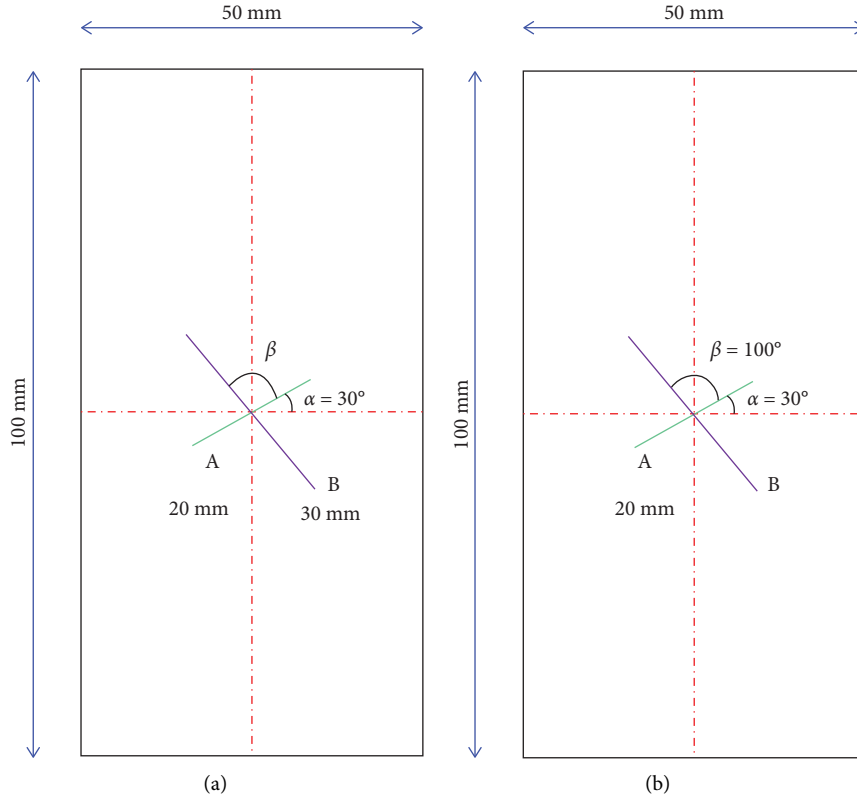 50 mm
100 mm
β
α = 30°
A
B
20 mm
30 mm
(a)
50 mm
100 mm
β = 100°
α = 30°
A
B
20 mm
(b)